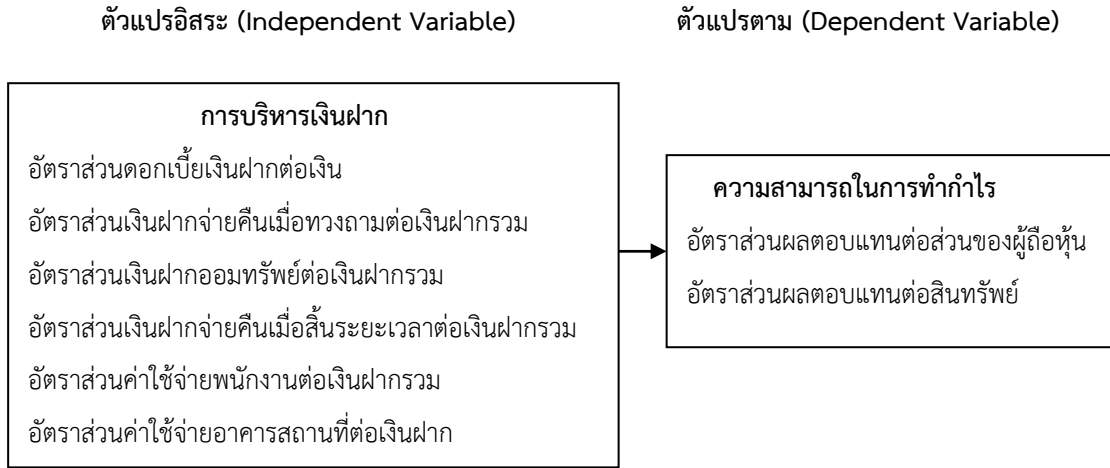 ตัวแปรอิสระ (Independent Variable)
ตัวแปรตาม (Dependent Variable)
การบริหารเงินฝาก
อัตราส่วนดอกเบี้ยเงินฝากต่อเงิน
อัตราส่วนเงินฝากจ่ายคืนเมื่อทวงถามต่อเงินฝากรวม
อัตราส่วนเงินฝากออมทรัพย์ต่อเงินฝากรวม
อัตราส่วนเงินฝากจ่ายคืนเมื่อสิ้นระยะเวลาต่อเงินฝากรวม
อัตราส่วนค่าใช้จ่ายพนักงานต่อเงินฝากรวม
อัตราส่วนค่าใช้จ่ายอาคารสถานที่ต่อเงินฝาก
ความสามารถในการทำกำไร
อัตราส่วนผลตอบแทนต่อส่วนของผู้ถือหุ้น
อัตราส่วนผลตอบแทนต่อสินทรัพย์